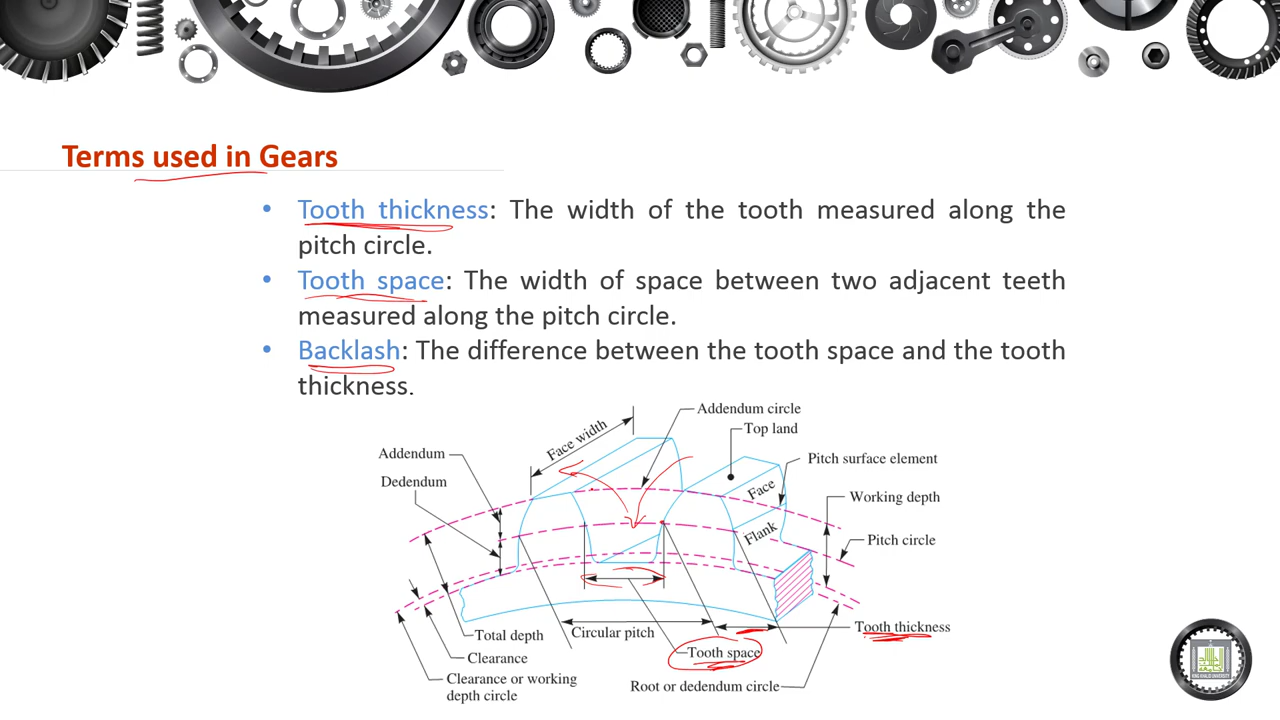 Terms used in Gears
• Tooth thickness: The width of the tooth measured along the
pitch circle.
• Tooth space: The width of space between two adjacent teeth
measured along the pitch circle.
• Backlash: The difference between the tooth space and the tooth
thickness.
Addendum circle
Face width
Top land
Addendum
Pitch surface element
Dedendum
Face
Working depth
Flank
Pitch circle
Tooth thickness
Circular pitch
Total depth
Tooth space
Clearance
Clearance or working
depth circle
Root or dedendum circle
KING KHALID UNIVERSITY